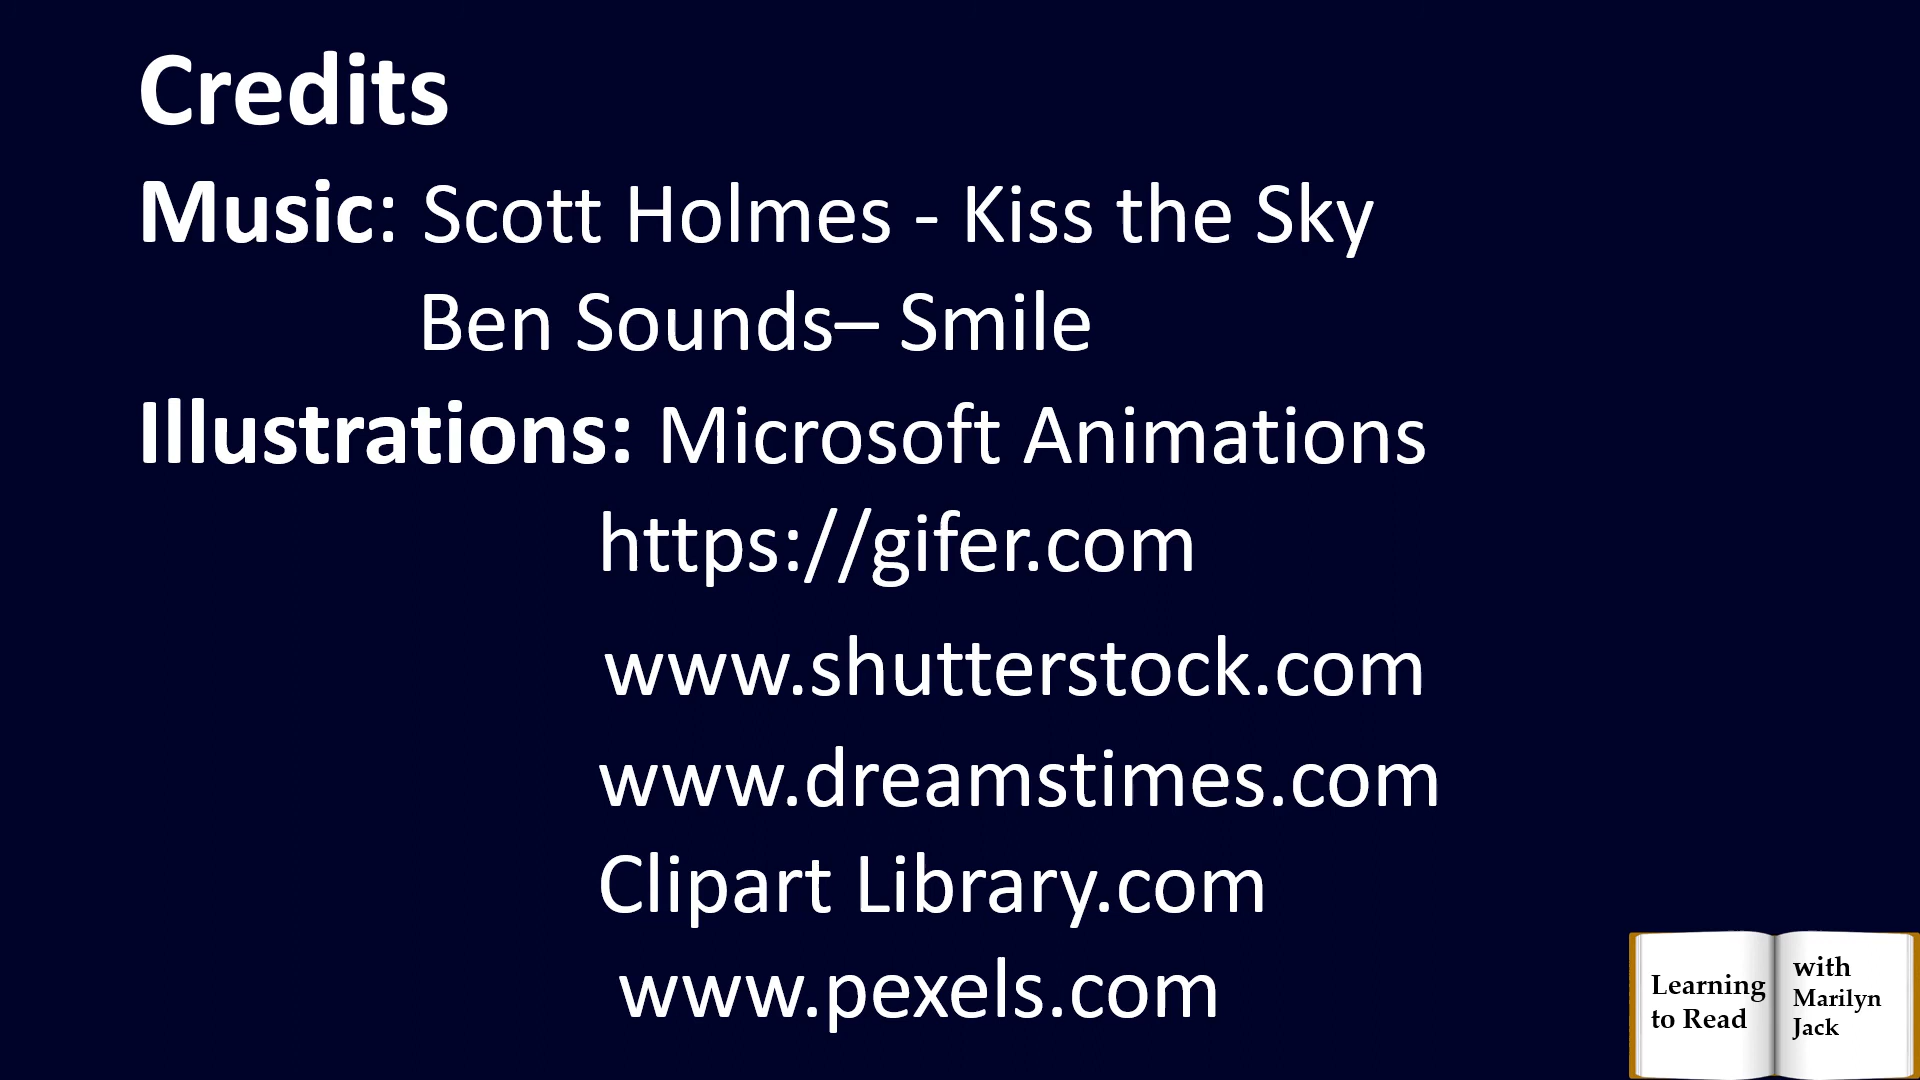 Credits
Music: Scott Holmes - Kiss the Sky
Ben Sounds– Smile
Illustrations: Microsoft Animations
https://gifer.com
www.shutterstock.com
www.dreamstimes.com
Clipart Library.com
www.pexels.com
Learning
to Read
with
Marilyn
Jack